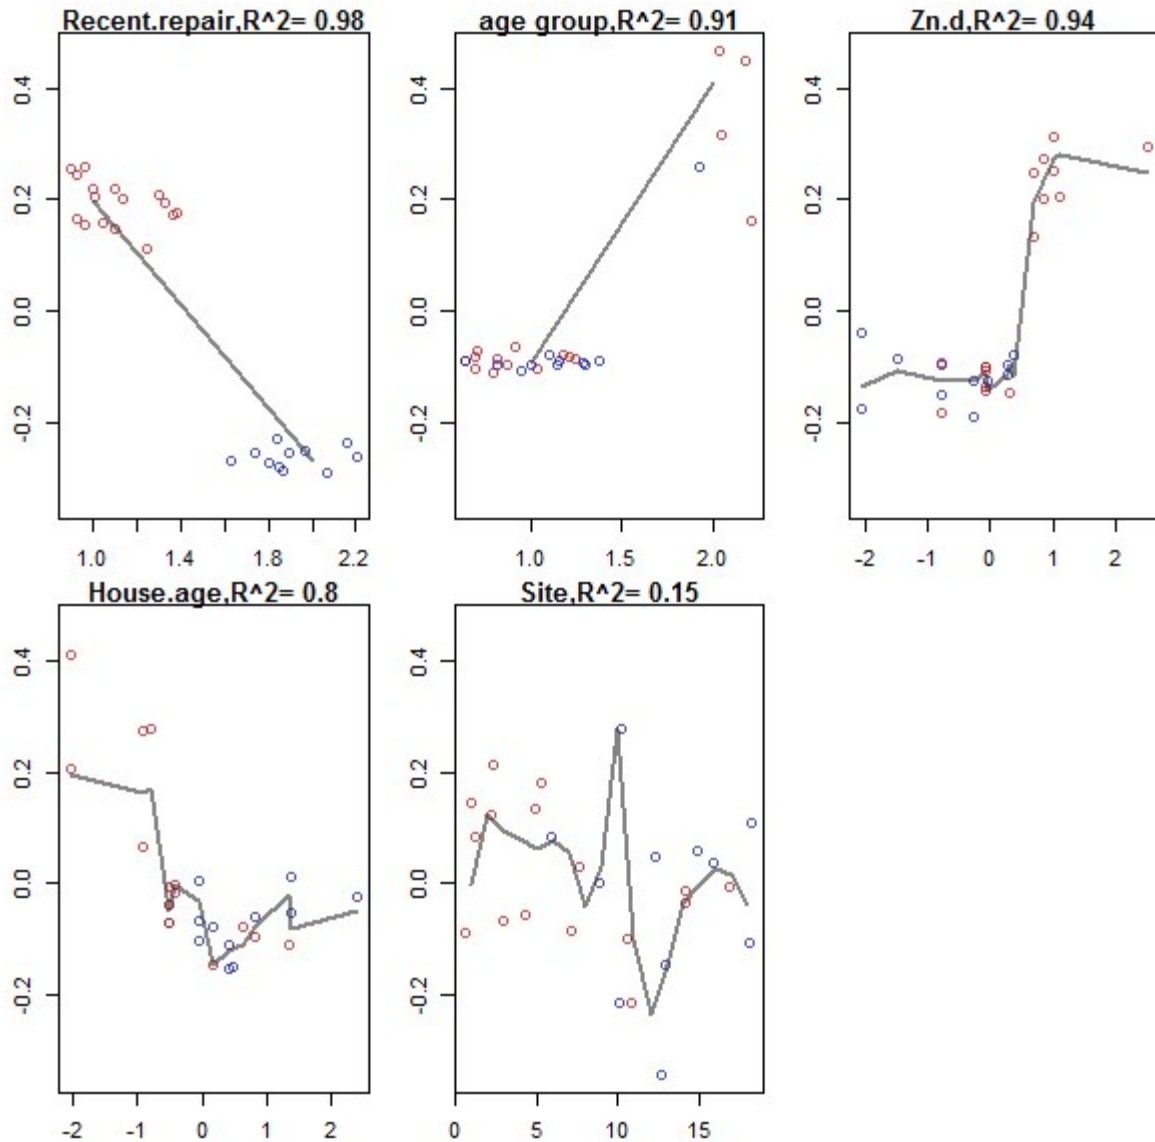 Recent.repair,R^2= 0.98
age group,R^2= 0.91
Zn.d,R^2= 0.94
0.4
0.2
0.0
-0.2
1.0 1.4 1.8 2.2
0.4
0.2
0.0
-0.2
1.0 1.5 2.0
0.4
0.2
0.0
-0.2
-2 -1 0 1 2
House.age,R^2= 0.8
Site,R^2= 0.15
0.4
0.2
0.0
-0.2
-2 -1 0 1 2
0.4
0.2
0.0
-0.2
0 5 10 15